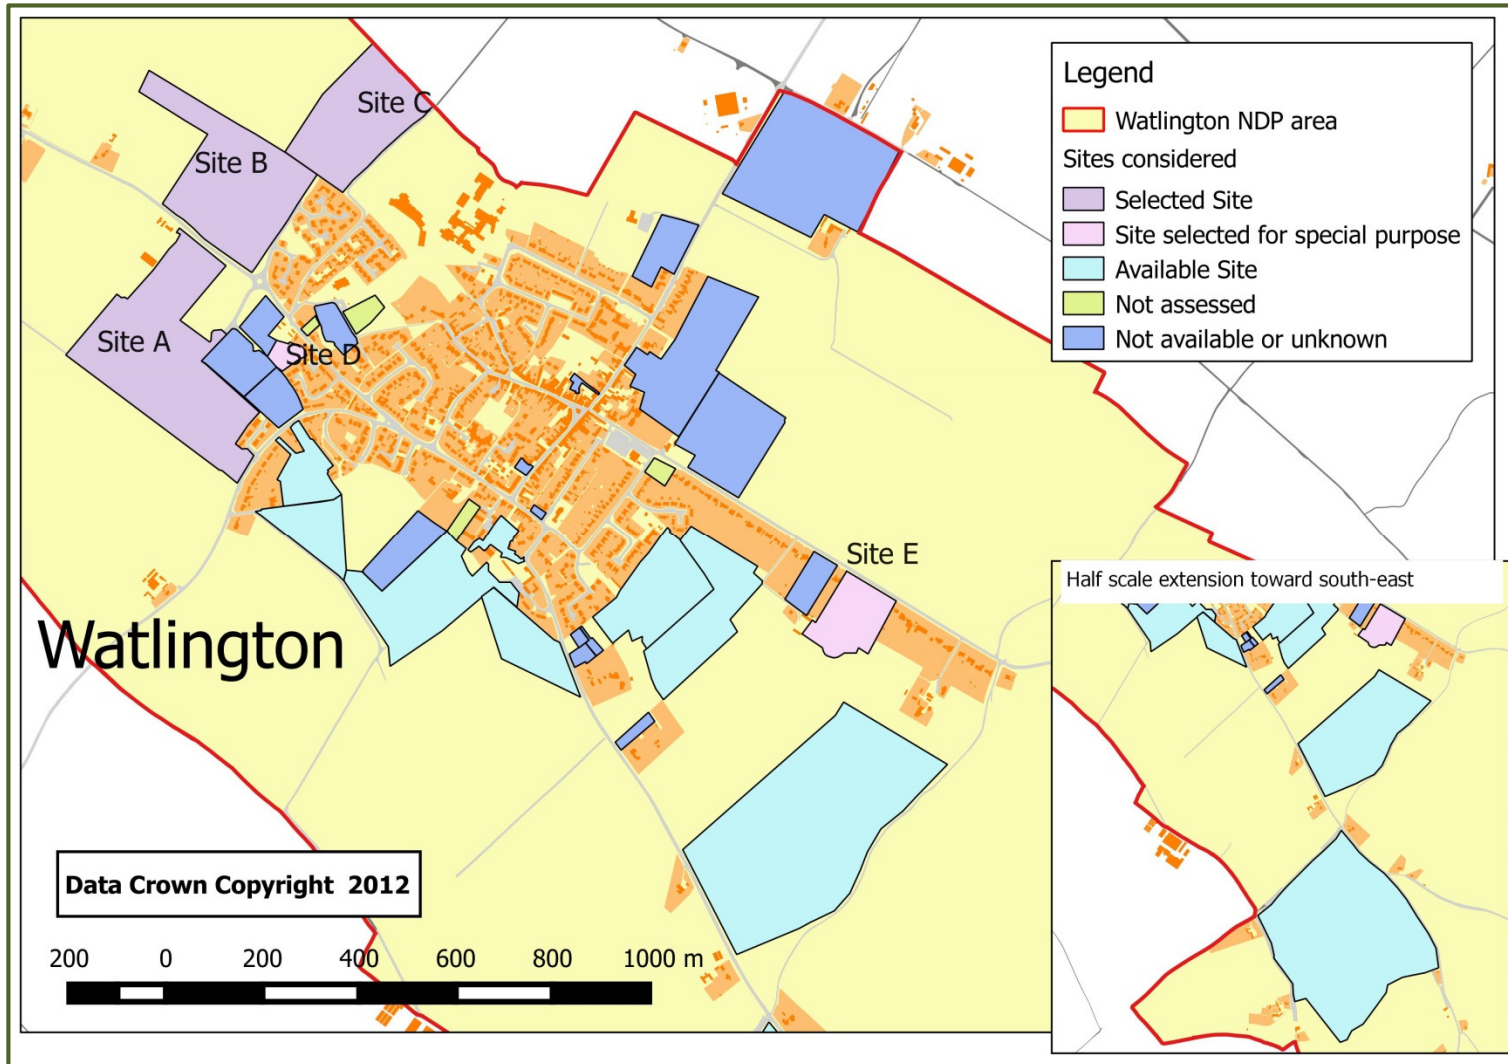 Site C
Site B
Site A
Site D
Site E
Watlington
Legend
Watlington NDP area
Sites considered
Selected Site
Site selected for special purpose
Available Site
Not assessed
Not available or unknown
Half scale extension toward south-east
Data Crown Copyright 2012
200 0 200 400 600 800 1000 m